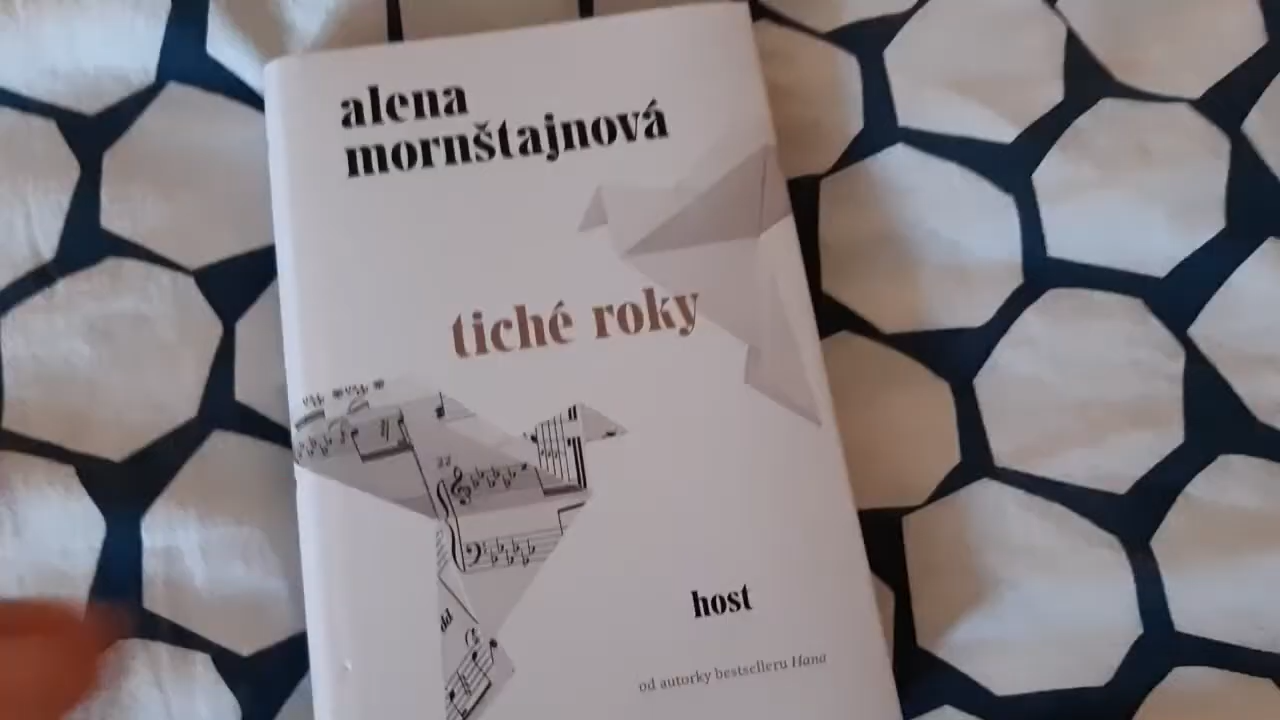 alena
mornštajnová
tiché roky
host
od autorky bestselleru Hana